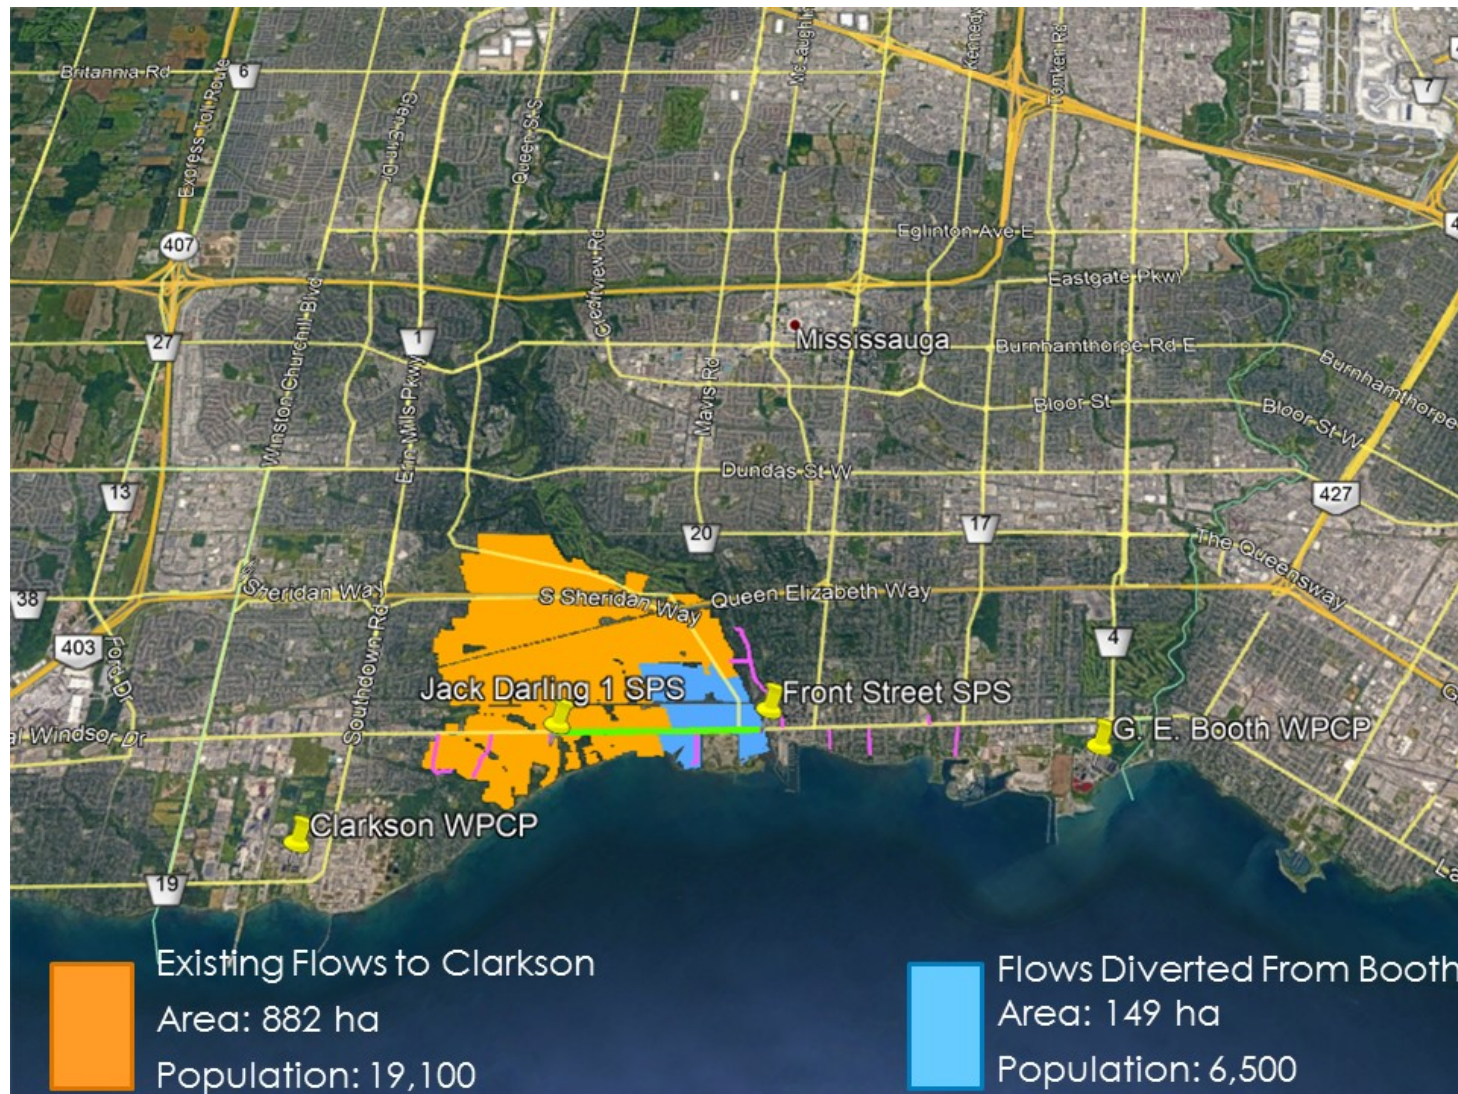 Britannia Rd
6
Express Toll Route
Glen Erin Dr
Queen St S
Tomken Rd
7
407
Creditview Rd
Eglinton Ave E
Eastgate Pkwy
Winston Churchill Blvd
27
1
Mississauga
Burnhamthorpe Rd E
Burnhamthorpe
Erin Mills Pkwy
Mavis Rd
Bloor St
Bloor St W
Dundas St W
13
427
20
17
The Queensway
38
S Sheridan Way
S Sheridan Way
Queen Elizabeth Way
403
Ford Dr
Southdown Rd
4
Jack Darling 1 SPS
Front Street SPS
al Windsor Dr
G. E. Booth WPCP
Clarkson WPCP
19
Existing Flows to Clarkson
Area: 882 ha
Population: 19,100
Flows Diverted From Booth
Area: 149 ha
Population: 6,500